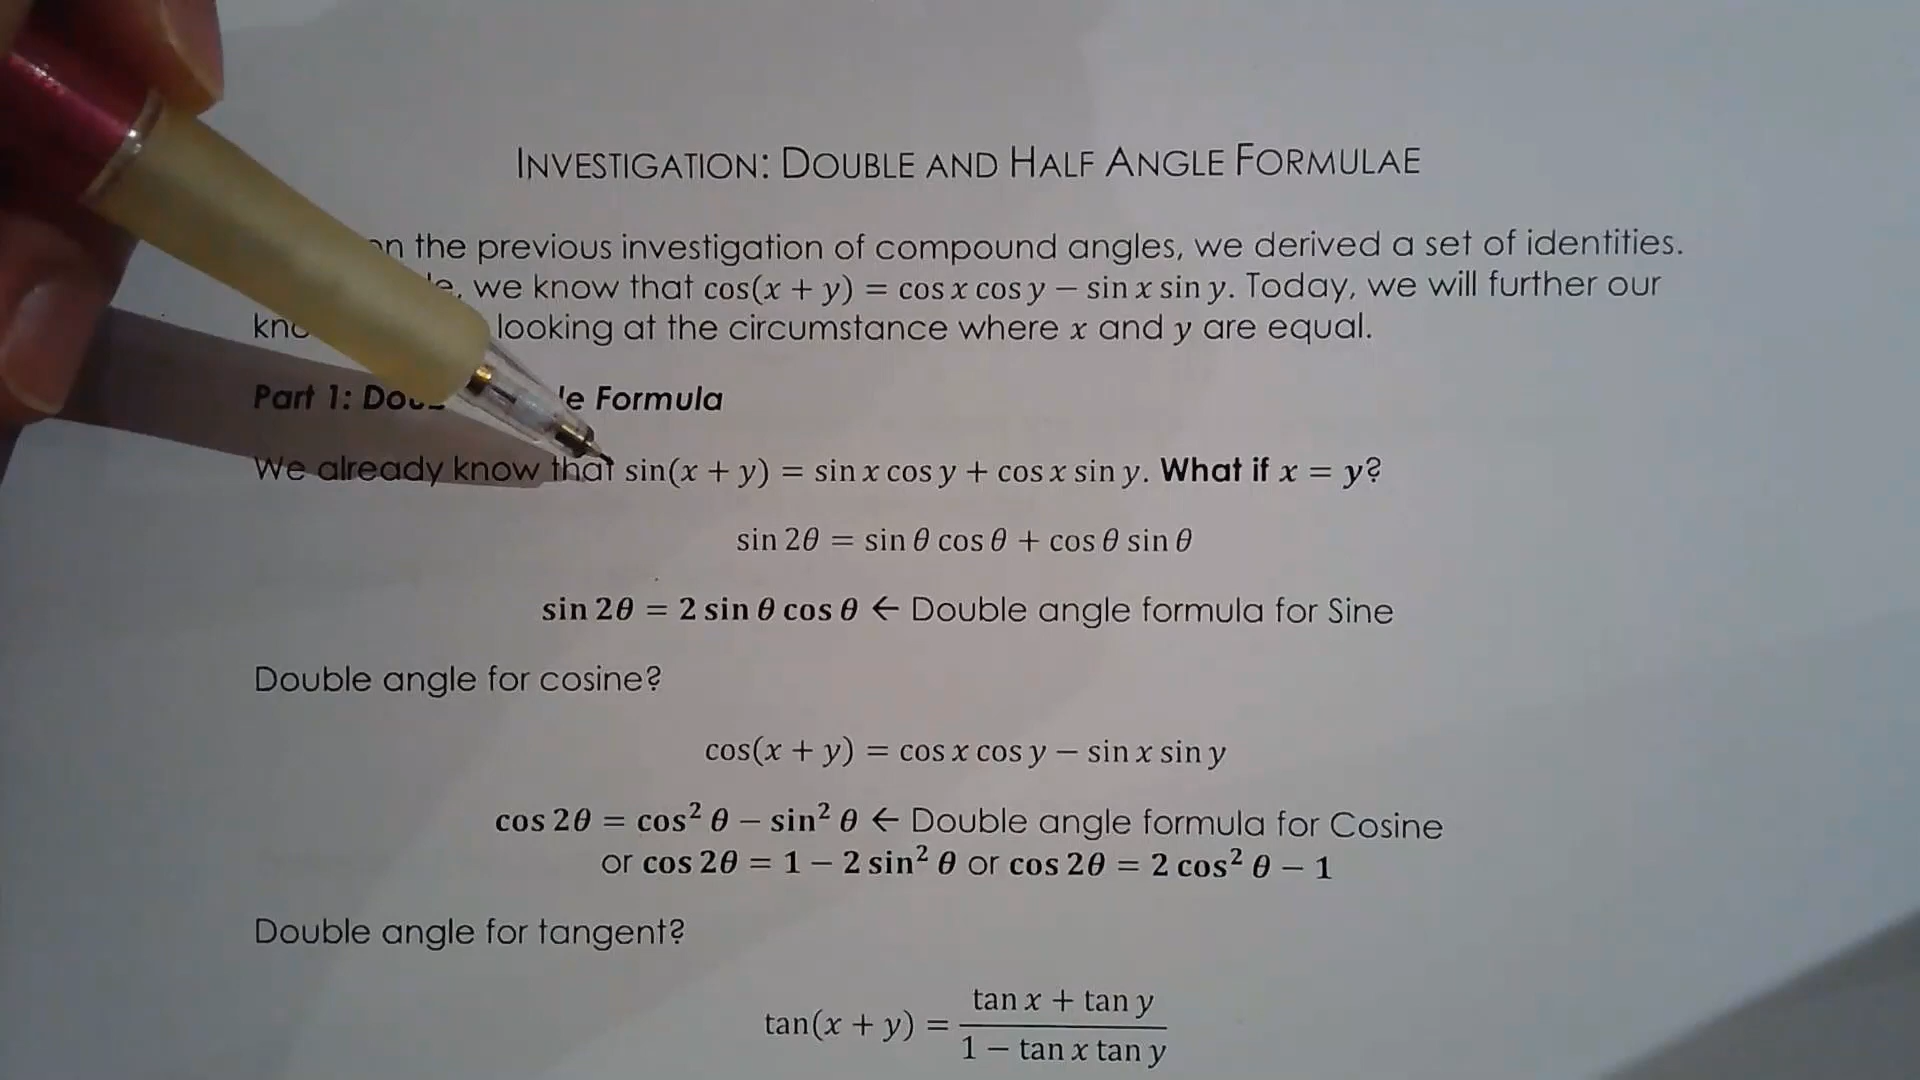 INVESTIGATION: DOUBLE AND HALF ANGLE FORMULAE
the previous investigation of compound angles, we derived a set of identities.
we know that cos(x + y) = cos x cos y − sin x sin y. Today, we will further our
looking at the circumstance where x and y are equal.
Part 1: Formula
We already know that sin(x + y) = sin x cos y + cos x sin y. What if x = y?
sin 2θ = sin θ cos θ + cos θ sin θ
sin 2θ = 2 sin θ cos θ ← Double angle formula for Sine
Double angle for cosine?
cos(x + y) = cos x cos y − sin x sin y
cos 2θ = cos² θ − sin² θ ← Double angle formula for Cosine
or cos 2θ = 1 − 2 sin² θ or cos 2θ = 2 cos² θ − 1
Double angle for tangent?
tan x + tan y
tan(x + y) =
1 − tan x tan y